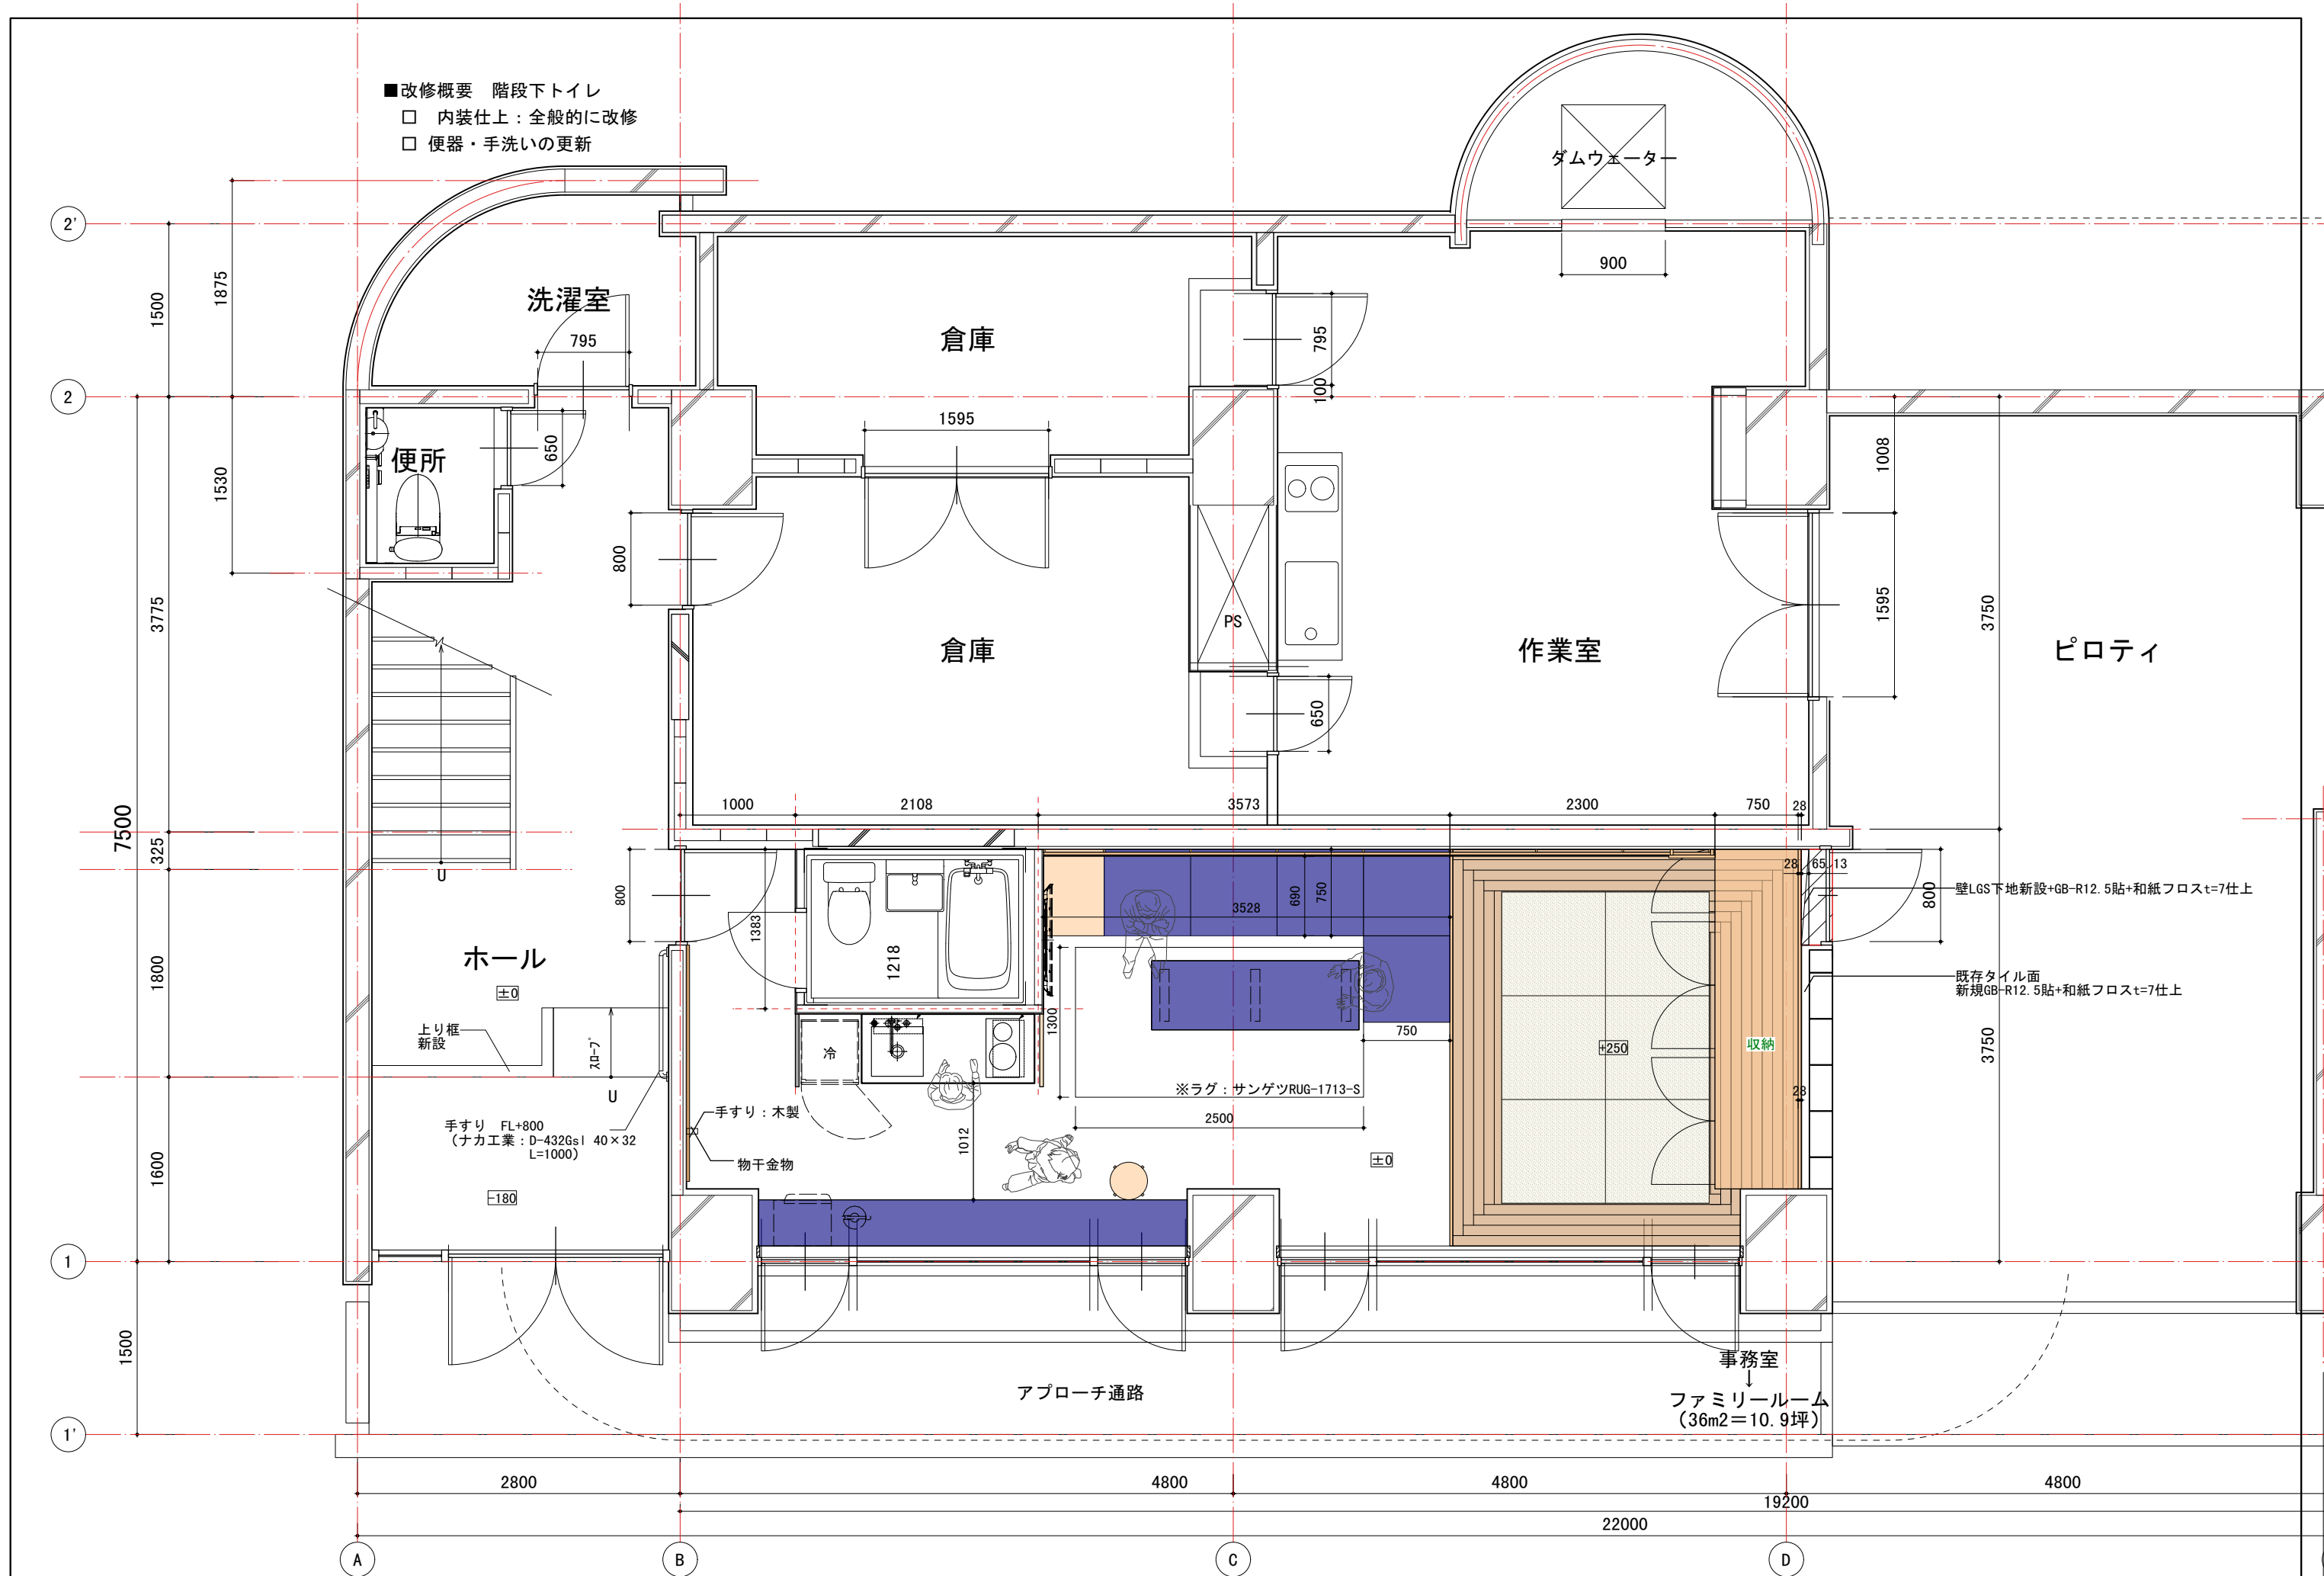 ■改修概要　階段下トイレ
□　内装仕上：全般的に改修
□ 便器・手洗いの更新
ダムウェーター
2'
900
1875
1500
洗濯室
795
倉庫
795
100
2
1595
便所
650
1530
1008
800
3775
PS
倉庫
作業室
1595
3750
ピロティ
650
7500
1000
2108
3573
2300
750
28
325
U
800
1383
1218
690
750
3528
28
65
13
800
壁LGS下地新設+GB-R12.5貼+和紙フロスt=7仕上
ホール
±0
1800
既存タイル面
新規GB-R12.5貼+和紙フロスt=7仕上
上り框
新設
スロープ
U
冷
1300
750
+250
収納
3750
28
※ラグ：サンゲツRUG-1713-S
2500
手すり：木製
手すり　FL+800
（ナカ工業：D-432Gsl 40×32
L=1000）
1012
物干金物
±0
1600
-180
1
1500
事務室
↓
ファミリールーム
（36m2＝10.9坪）
アプローチ通路
1'
2800
4800
4800
4800
19200
22000
A
B
C
D